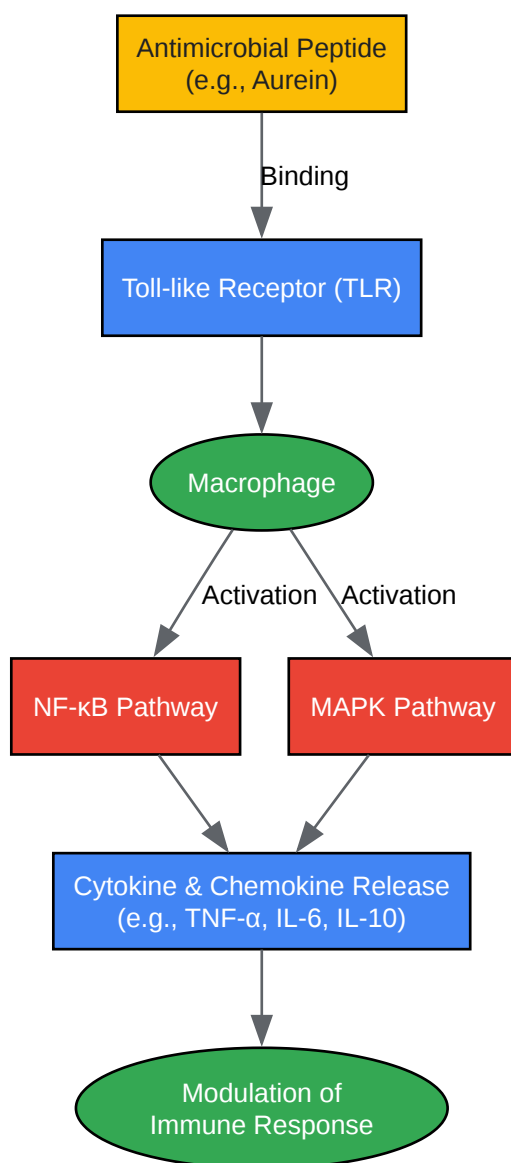 Antimicrobial Peptide
(e.g., Aurein)
Binding
Toll-like Receptor (TLR)
Macrophage
Activation
Activation
NF-κB Pathway
MAPK Pathway
Cytokine & Chemokine Release
(e.g., TNF-α, IL-6, IL-10)
Modulation of
Immune Response